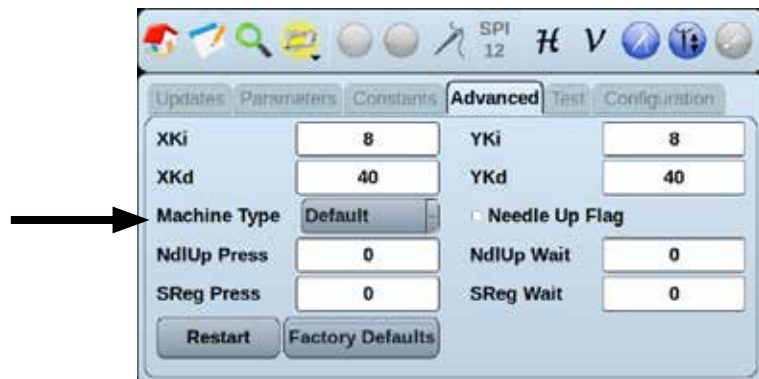 SPI
12
H V
Updates Parameters Constants Advanced Test Configuration
XKi 8 YKi 8
XKd 40 YKd 40
Machine Type Default Needle Up Flag
NdlUp Press 0 NdlUp Wait 0
SReg Press 0 SReg Wait 0
Restart Factory Defaults